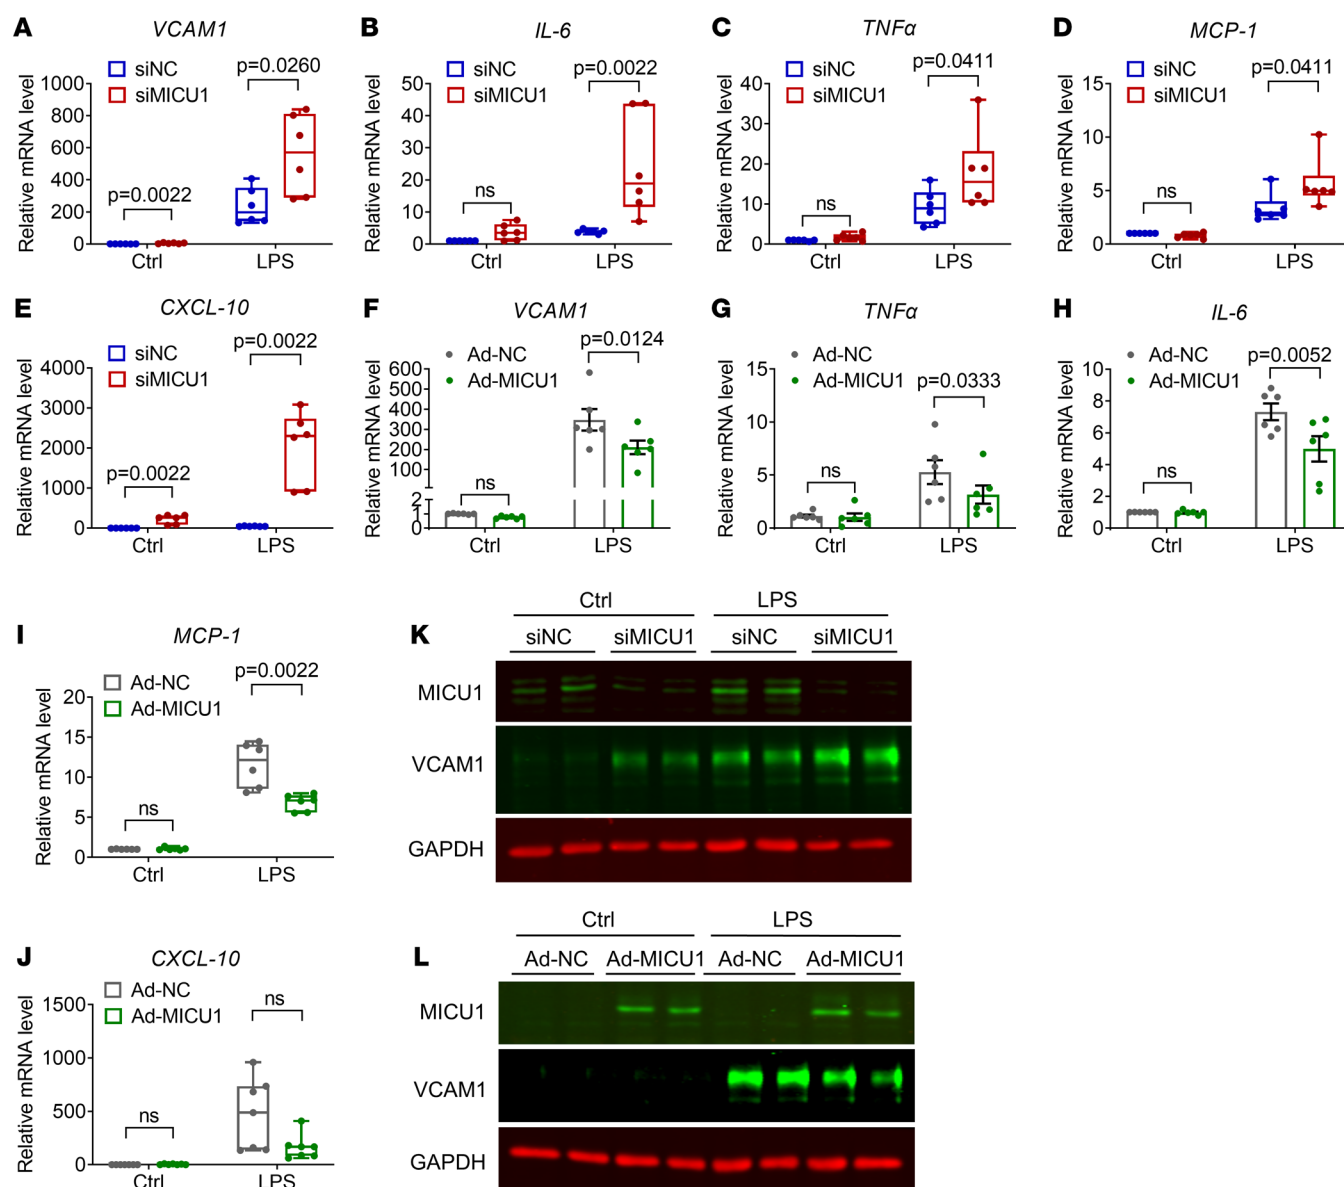 A
VCAM1
siNC
siMICU1
p=0.0260
p=0.0022
Relative mRNA level
1000
800
600
400
200
0
Ctrl
LPS
B
IL-6
siNC
siMICU1
p=0.0022
ns
Relative mRNA level
50
40
30
20
10
0
Ctrl
LPS
C
TNFα
siNC
siMICU1
p=0.0411
ns
Relative mRNA level
40
30
20
10
0
Ctrl
LPS
D
MCP-1
siNC
siMICU1
p=0.0411
ns
Relative mRNA level
15
10
5
0
Ctrl
LPS
E
CXCL-10
siNC
siMICU1
p=0.0022
p=0.0022
Relative mRNA level
4000
3000
2000
1000
0
Ctrl
LPS
F
VCAM1
Ad-NC
Ad-MICU1
p=0.0124
ns
Relative mRNA level
600
500
400
300
200
100
2
1
0
Ctrl
LPS
G
TNFα
Ad-NC
Ad-MICU1
p=0.0333
ns
Relative mRNA level
15
10
5
0
Ctrl
LPS
H
IL-6
Ad-NC
Ad-MICU1
p=0.0052
ns
Relative mRNA level
10
8
6
4
2
0
Ctrl
LPS
I
MCP-1
Ad-NC
Ad-MICU1
p=0.0022
ns
Relative mRNA level
20
15
10
5
0
Ctrl
LPS
K
Ctrl
LPS
siNC
siMICU1
siNC
siMICU1
MICU1
VCAM1
GAPDH
J
CXCL-10
Ad-NC
Ad-MICU1
ns
ns
Relative mRNA level
1500
1000
500
0
Ctrl
LPS
L
Ctrl
LPS
Ad-NC
Ad-MICU1
Ad-NC
Ad-MICU1
MICU1
VCAM1
GAPDH